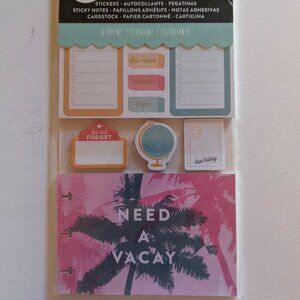 STICKERS • AUTOCOLLANTS • PEGATINAS
STICKY NOTES • PAPILLONS ADHÉSIFS • NOTAS ADHESIVAS
CARDSTOCK • PAPIER CARTONNÉ • CARTULINA
STUDENT • ÉTUDIANT • ESTUDIANTE
do not
FORGET
due today
NEED
A
VACAY